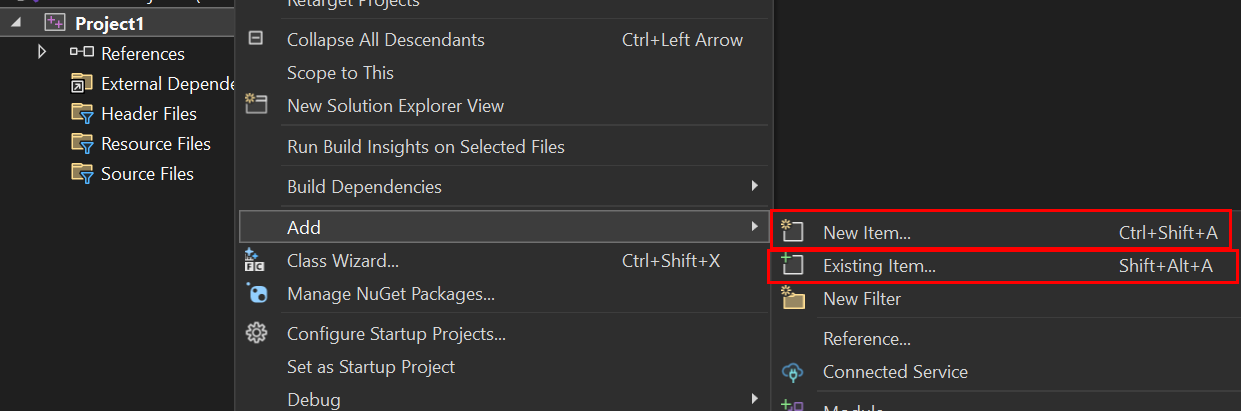 Retarget Projects
Project1
References
External Depende
Header Files
Resource Files
Source Files
Collapse All Descendants Ctrl+Left Arrow
Scope to This
New Solution Explorer View
Run Build Insights on Selected Files
Build Dependencies
Add
Class Wizard... Ctrl+Shift+X
Manage NuGet Packages...
Configure Startup Projects...
Set as Startup Project
Debug
New Item... Ctrl+Shift+A
Existing Item... Shift+Alt+A
New Filter
Reference...
Connected Service
Module